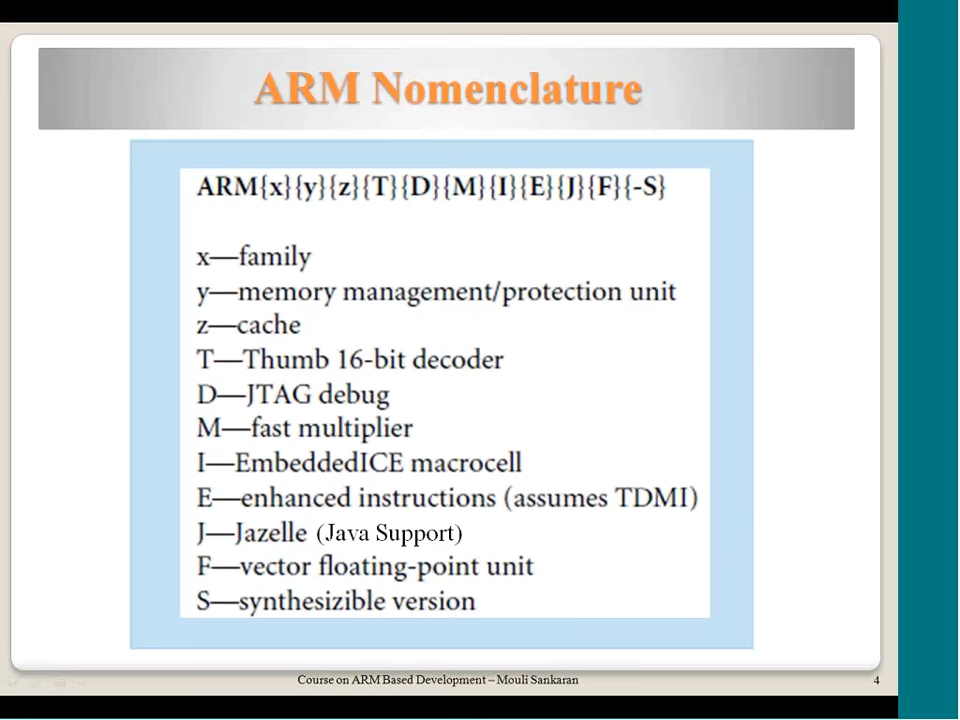 ARM Nomenclature
ARM{x}{y}{z}{T}{D}{M}{I}{E}{J}{F}{-S}
x—family
y—memory management/protection unit
z—cache
T—Thumb 16-bit decoder
D—JTAG debug
M—fast multiplier
I—EmbeddedICE macrocell
E—enhanced instructions (assumes TDMI)
J—Jazelle (Java Support)
F—vector floating-point unit
S—synthesizible version
Course on ARM Based Development – Mouli Sankaran
4